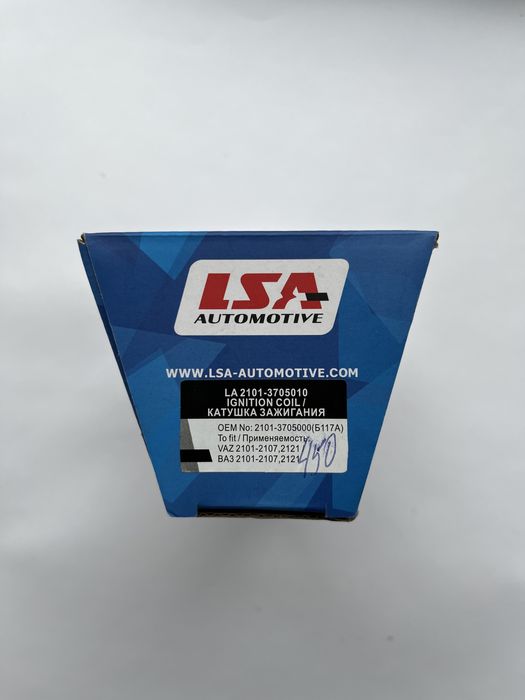 LSA
AUTOMOTIVE
WWW.LSA-AUTOMOTIVE.COM
LA 2101-3705010
IGNITION COIL /
КАТУШКА ЗАЖИГАНИЯ
OEM No: 2101-3705000(Б117А)
To fit / Применяемость:
VAZ 2101-2107,2121
ВАЗ 2101-2107,2121
450